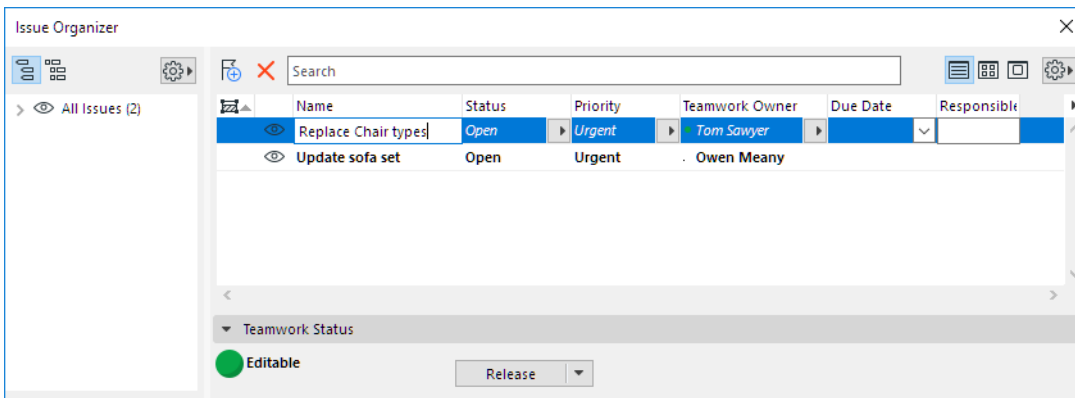 Issue Organizer
Search
All Issues (2)
Name Status Priority Teamwork Owner Due Date Responsible
Replace Chair types Open Urgent Tom Sawyer
Update sofa set Open Urgent Owen Meany
Teamwork Status
Editable
Release